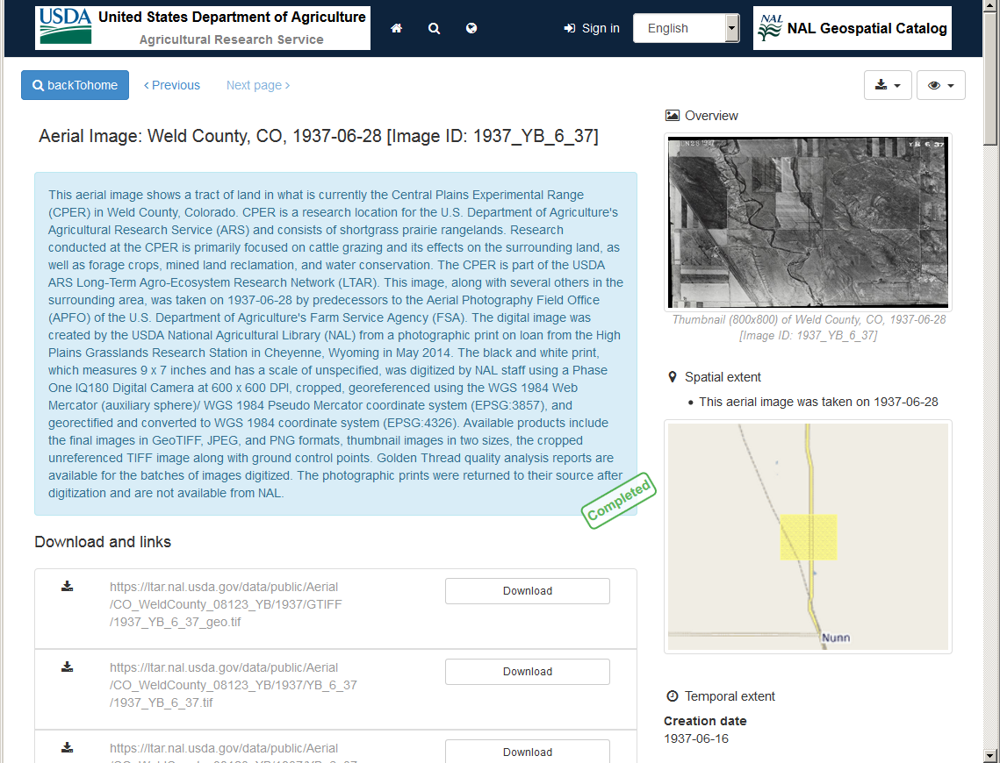 USDA United States Department of Agriculture
Agricultural Research Service
Sign in
English
NAL
NAL Geospatial Catalog
backTohome
‹ Previous
Next page ›
Aerial Image: Weld County, CO, 1937-06-28 [Image ID: 1937_YB_6_37]
This aerial image shows a tract of land in what is currently the Central Plains Experimental Range
(CPER) in Weld County, Colorado. CPER is a research location for the U.S. Department of Agriculture's
Agricultural Research Service (ARS) and consists of shortgrass prairie rangelands. Research
conducted at the CPER is primarily focused on cattle grazing and its effects on the surrounding land, as
well as forage crops, mined land reclamation, and water conservation. The CPER is part of the USDA
ARS Long-Term Agro-Ecosystem Research Network (LTAR). This image, along with several others in the
surrounding area, was taken on 1937-06-28 by predecessors to the Aerial Photography Field Office
(APFO) of the U.S. Department of Agriculture's Farm Service Agency (FSA). The digital image was
created by the USDA National Agricultural Library (NAL) from a photographic print on loan from the High
Plains Grasslands Research Station in Cheyenne, Wyoming in May 2014. The black and white print,
which measures 9 x 7 inches and has a scale of unspecified, was digitized by NAL staff using a Phase
One IQ180 Digital Camera at 600 x 600 DPI, cropped, georeferenced using the WGS 1984 Web
Mercator (auxiliary sphere)/ WGS 1984 Pseudo Mercator coordinate system (EPSG:3857), and
georectified and converted to WGS 1984 coordinate system (EPSG:4326). Available products include
the final images in GeoTIFF, JPEG, and PNG formats, thumbnail images in two sizes, the cropped
unreferenced TIFF image along with ground control points. Golden Thread quality analysis reports are
available for the batches of images digitized. The photographic prints were returned to their source after
digitization and are not available from NAL.
Completed
Download and links
https://ltar.nal.usda.gov/data/public/Aerial
/CO_WeldCounty_08123_YB/1937/GTIFF
/1937_YB_6_37_geo.tif
Download
https://ltar.nal.usda.gov/data/public/Aerial
/CO_WeldCounty_08123_YB/1937/YB_6_37
/1937_YB_6_37.tif
Download
https://ltar.nal.usda.gov/data/public/Aerial
Download
Overview
YB 6 37
Thumbnail (800x800) of Weld County, CO, 1937-06-28
[Image ID: 1937_YB_6_37]
Spatial extent
• This aerial image was taken on 1937-06-28
Nunn
Temporal extent
Creation date
1937-06-16